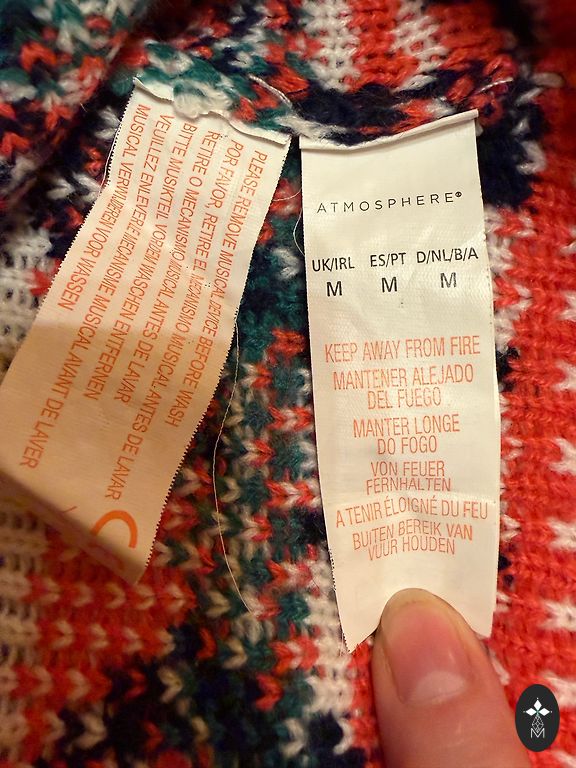 PLEASE REMOVE MUSICAL DEVICE BEFORE WASH
POR FAVOR, RETIRE EL MECANISMO MUSICAL ANTES DE LAVAR
RETIRE O MECANISMO MUSICAL ANTES DE LAVAR
BITTE MUSIKTEIL VOR DEM WASCHEN ENTFERNEN
VEUILLEZ ENLEVER LE MECANISME MUSICAL AVANT DE LAVER
MUSICAL VERWIJDEREN VOOR WASSEN
ATMOSPHERE®
UK/IRL ES/PT D/NL/B/A
M M M
KEEP AWAY FROM FIRE
MANTENER ALEJADO
DEL FUEGO
MANTER LONGE
DO FOGO
VON FEUER
FERNHALTEN
A TENIR ÉLOIGNÉ DU FEU
BUITEN BEREIK VAN
VUUR HOUDEN